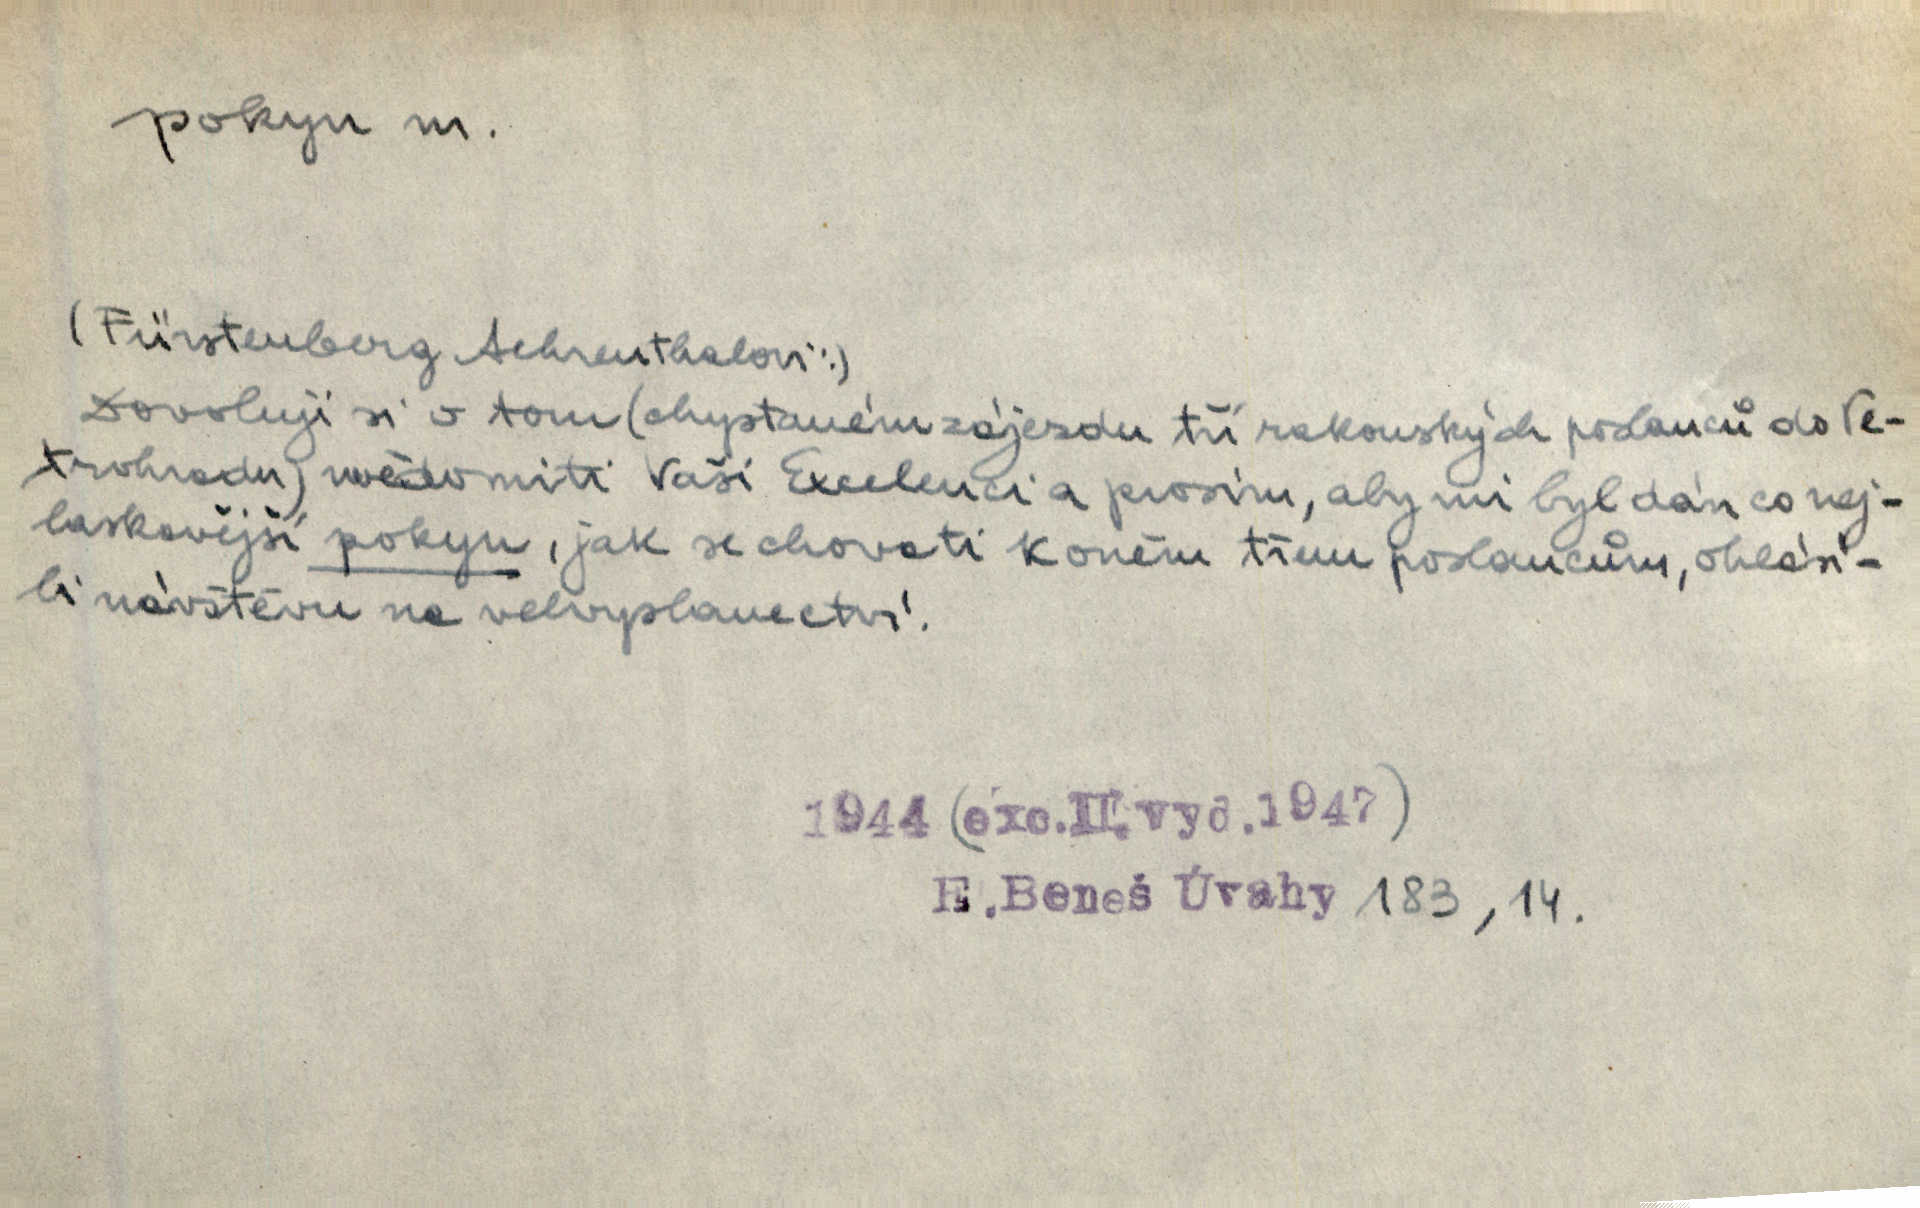 pokyn m.
(Fürstenberg Aehrenthalovi:)
Dovoluji si o tom (chystaném zájezdu tří rakouských poslanců do Pe-
trohradu) uvědomiti Vaši Excelenci a prosím, aby mi byl dán co nej-
laskavější pokyn, jak se chovati k oněm třem poslancům, ohlásí-
li návštěvu na velvyslanectví.
1944 (exc.II.vyd.1947)
E.Beneš Úvahy 183, 14.